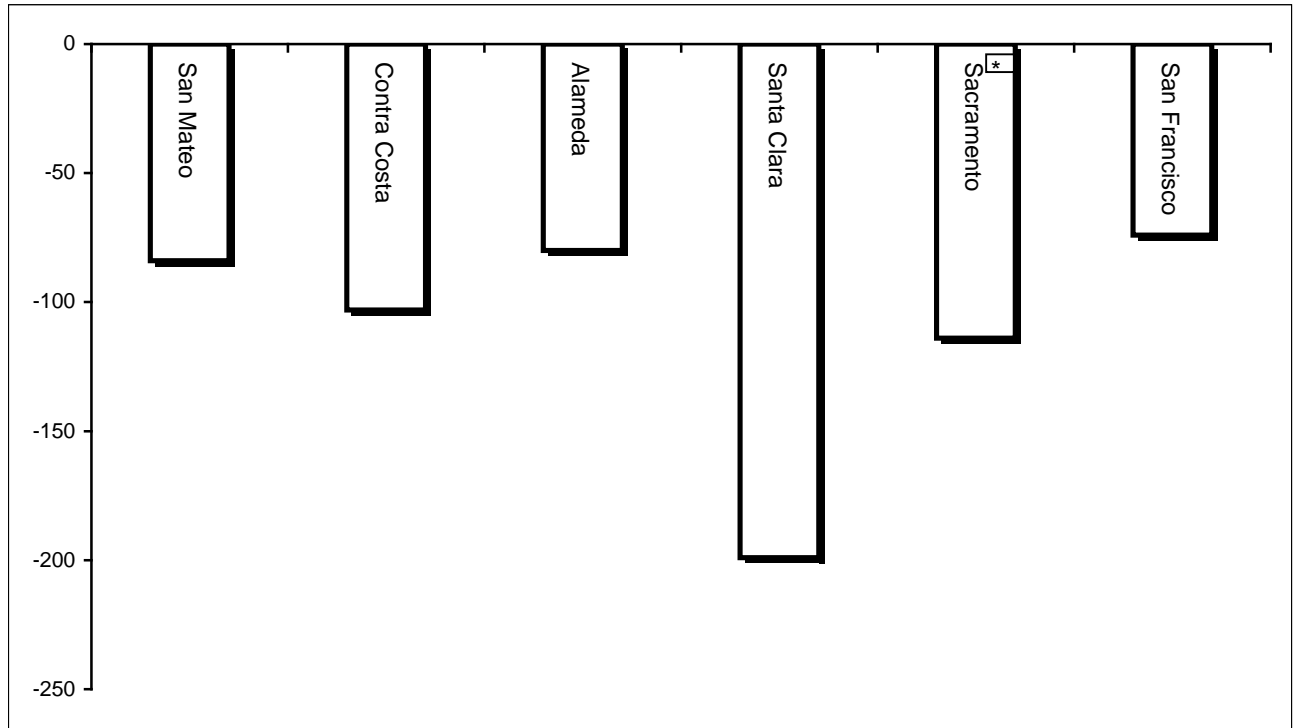 0
-50
-100
-150
-200
-250
San Mateo
Contra Costa
Alameda
Santa Clara
Sacramento
*
San Francisco